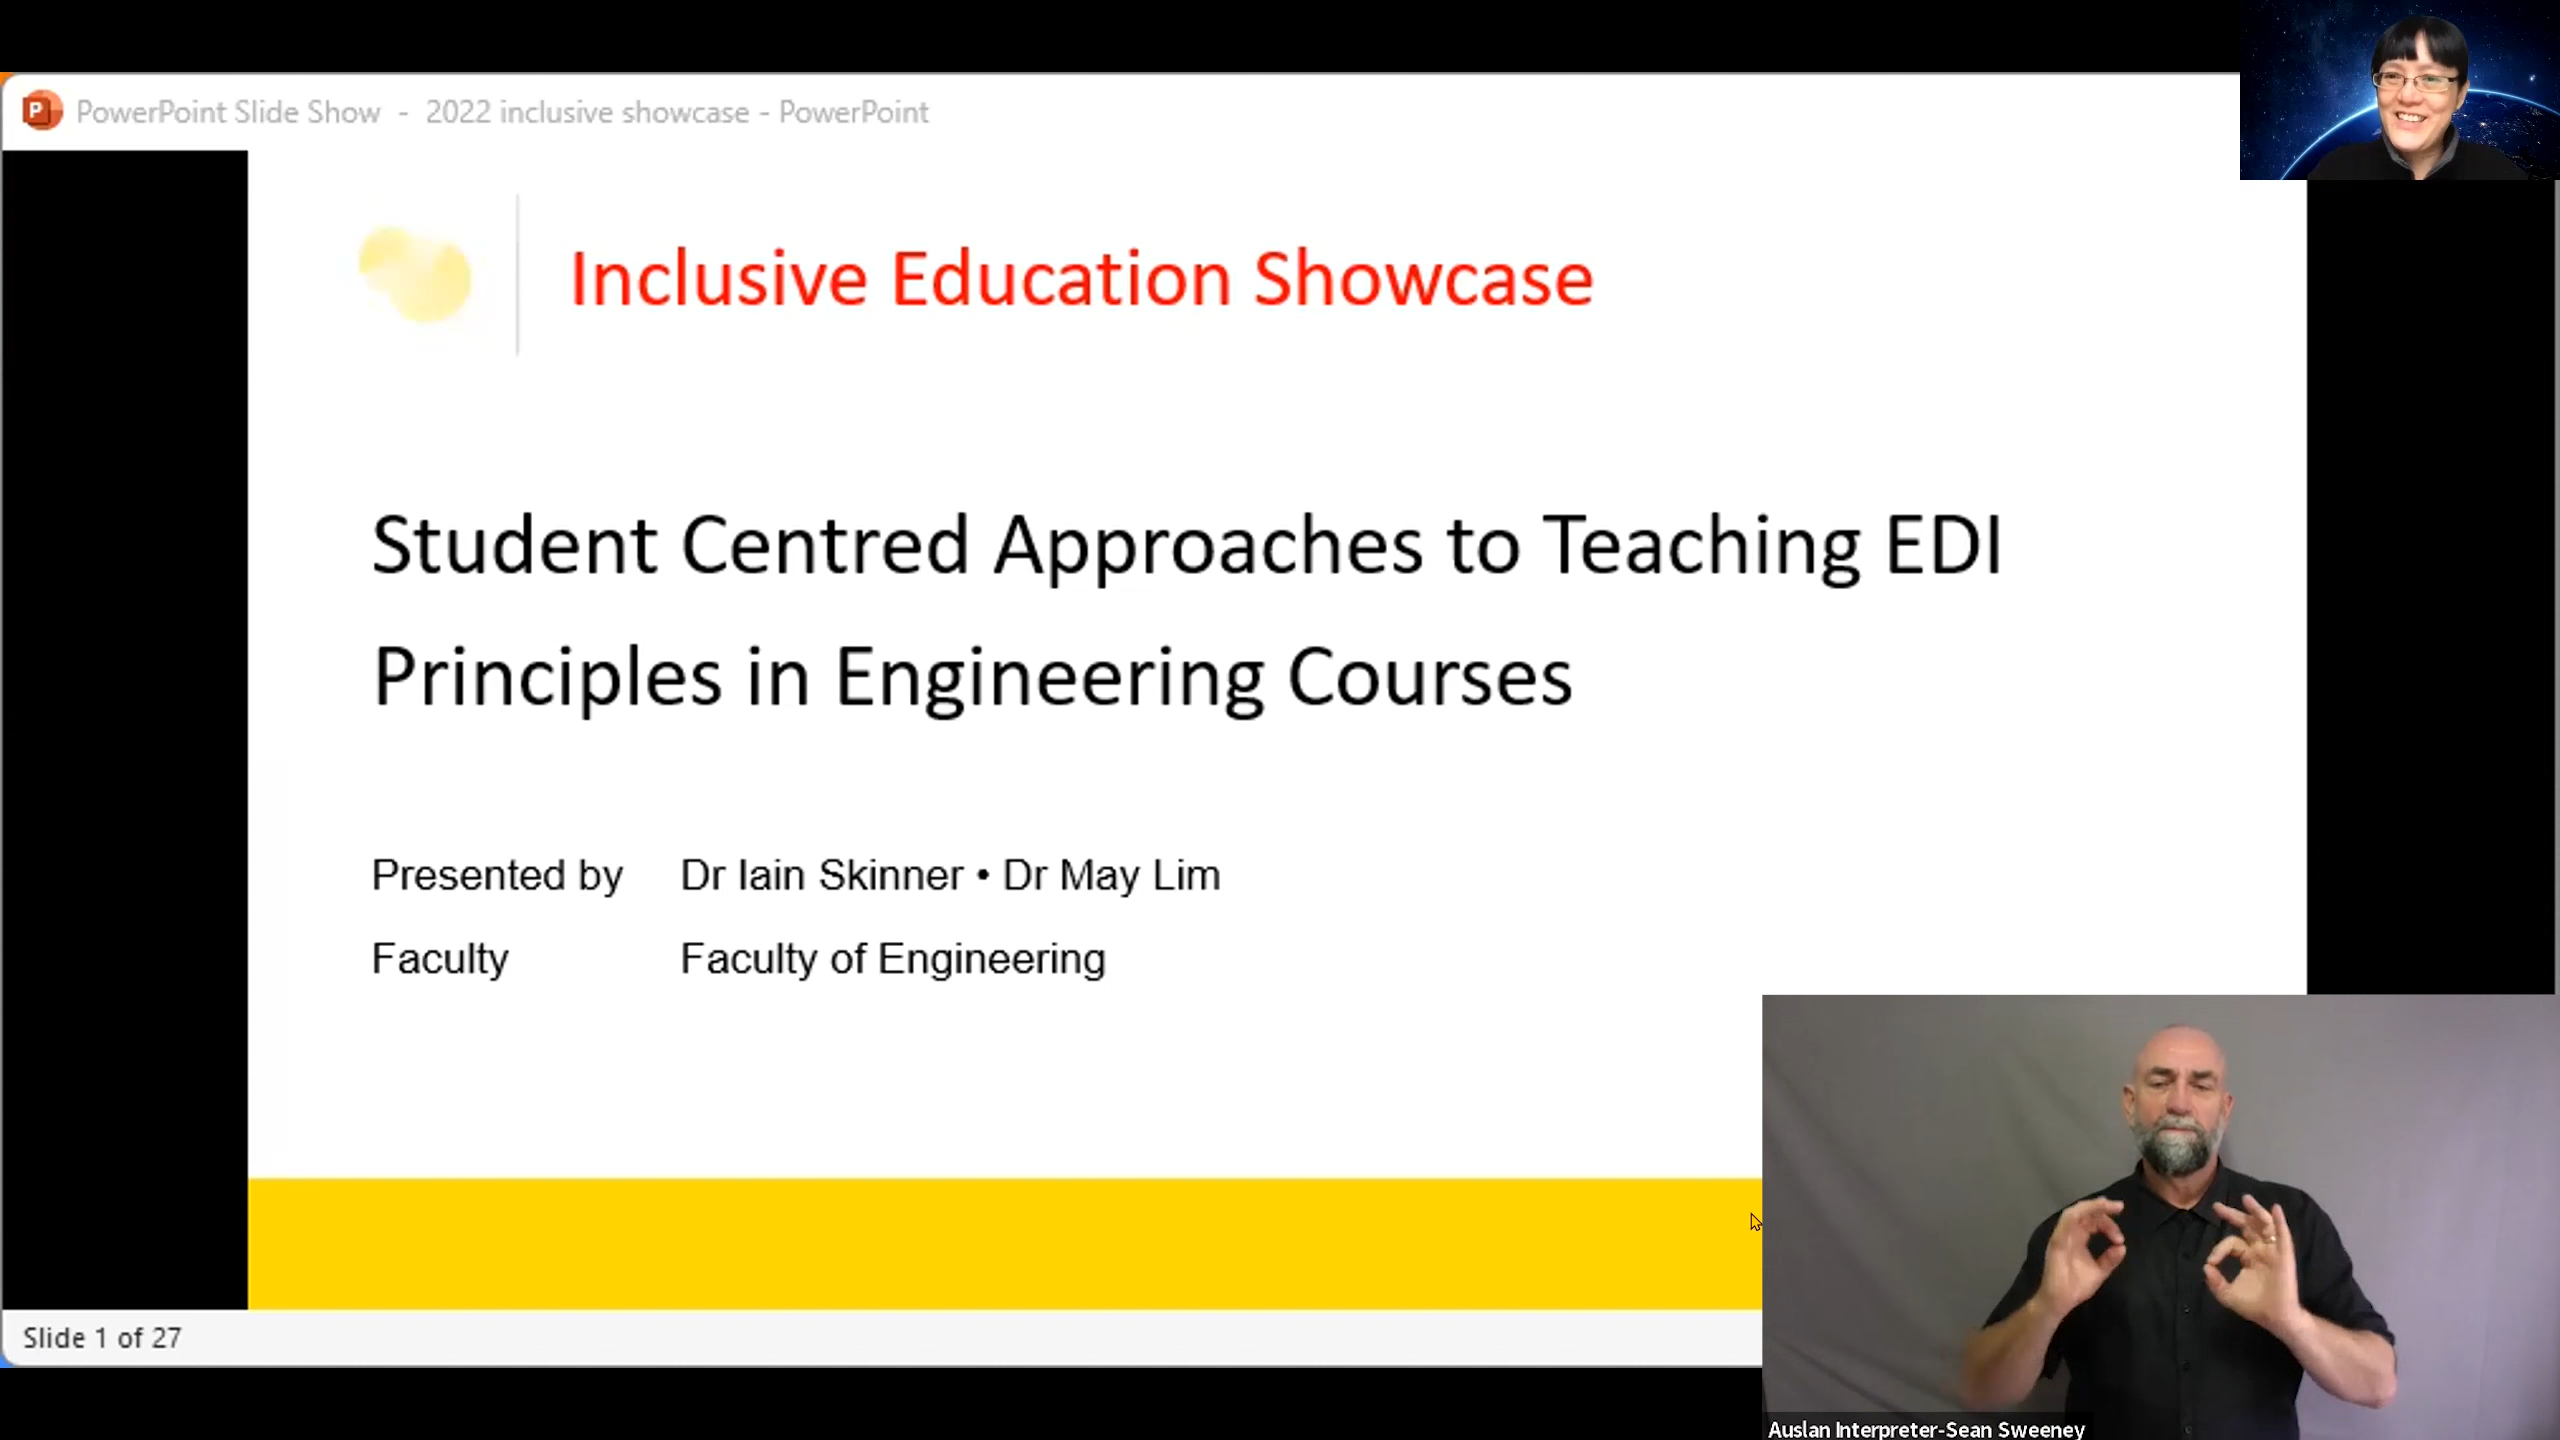 PowerPoint Slide Show - 2022 inclusive showcase - PowerPoint
Inclusive Education Showcase
Student Centred Approaches to Teaching EDI
Principles in Engineering Courses
Presented by Dr Iain Skinner • Dr May Lim
Faculty Faculty of Engineering
Slide 1 of 27
Auslan Interpreter-Sean Sweeney